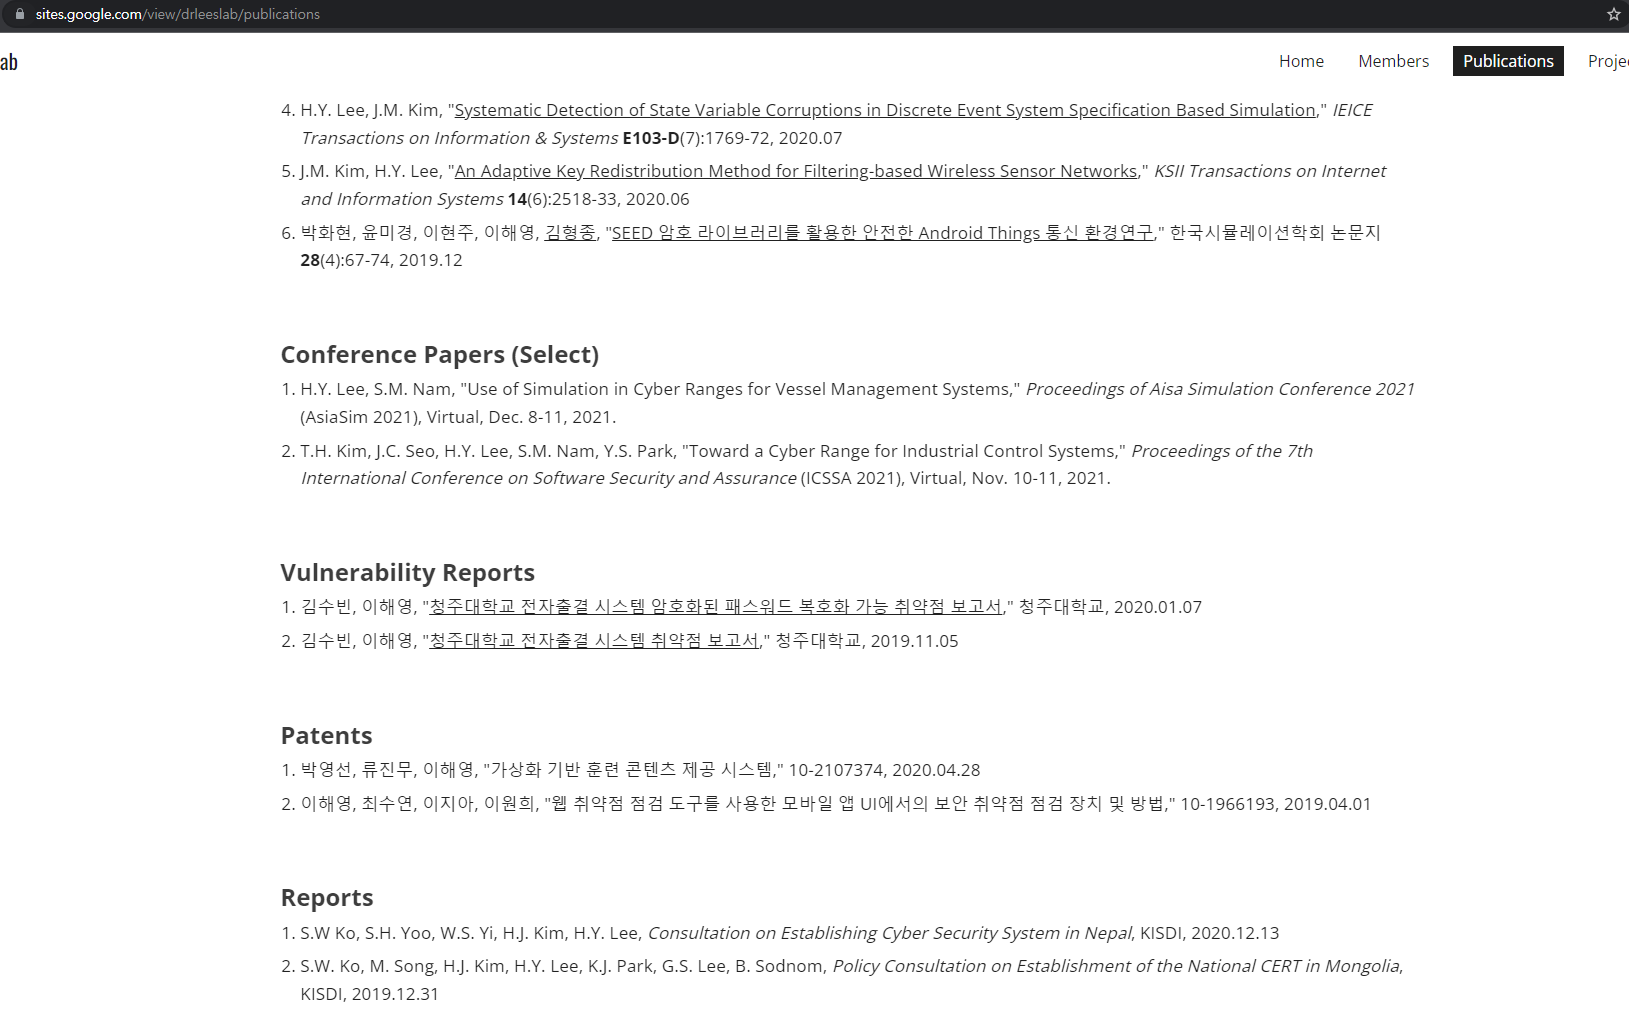 sites.google.com/view/drleeslab/publications
ab
Home Members Publications Proje
4. H.Y. Lee, J.M. Kim, "Systematic Detection of State Variable Corruptions in Discrete Event System Specification Based Simulation," IEICE
Transactions on Information & Systems E103-D(7):1769-72, 2020.07
5. J.M. Kim, H.Y. Lee, "An Adaptive Key Redistribution Method for Filtering-based Wireless Sensor Networks," KSII Transactions on Internet
and Information Systems 14(6):2518-33, 2020.06
6. 박화현, 윤미경, 이현주, 이해영, 김형종, "SEED 암호 라이브러리를 활용한 안전한 Android Things 통신 환경연구," 한국시뮬레이션학회 논문지
28(4):67-74, 2019.12
Conference Papers (Select)
1. H.Y. Lee, S.M. Nam, "Use of Simulation in Cyber Ranges for Vessel Management Systems," Proceedings of Aisa Simulation Conference 2021
(AsiaSim 2021), Virtual, Dec. 8-11, 2021.
2. T.H. Kim, J.C. Seo, H.Y. Lee, S.M. Nam, Y.S. Park, "Toward a Cyber Range for Industrial Control Systems," Proceedings of the 7th
International Conference on Software Security and Assurance (ICSSA 2021), Virtual, Nov. 10-11, 2021.
Vulnerability Reports
1. 김수빈, 이해영, "청주대학교 전자출결 시스템 암호화된 패스워드 복호화 가능 취약점 보고서," 청주대학교, 2020.01.07
2. 김수빈, 이해영, "청주대학교 전자출결 시스템 취약점 보고서," 청주대학교, 2019.11.05
Patents
1. 박영선, 류진무, 이해영, "가상화 기반 훈련 콘텐츠 제공 시스템," 10-2107374, 2020.04.28
2. 이해영, 최수연, 이지아, 이원희, "웹 취약점 점검 도구를 사용한 모바일 앱 UI에서의 보안 취약점 점검 장치 및 방법," 10-1966193, 2019.04.01
Reports
1. S.W Ko, S.H. Yoo, W.S. Yi, H.J. Kim, H.Y. Lee, Consultation on Establishing Cyber Security System in Nepal, KISDI, 2020.12.13
2. S.W. Ko, M. Song, H.J. Kim, H.Y. Lee, K.J. Park, G.S. Lee, B. Sodnom, Policy Consultation on Establishment of the National CERT in Mongolia,
KISDI, 2019.12.31